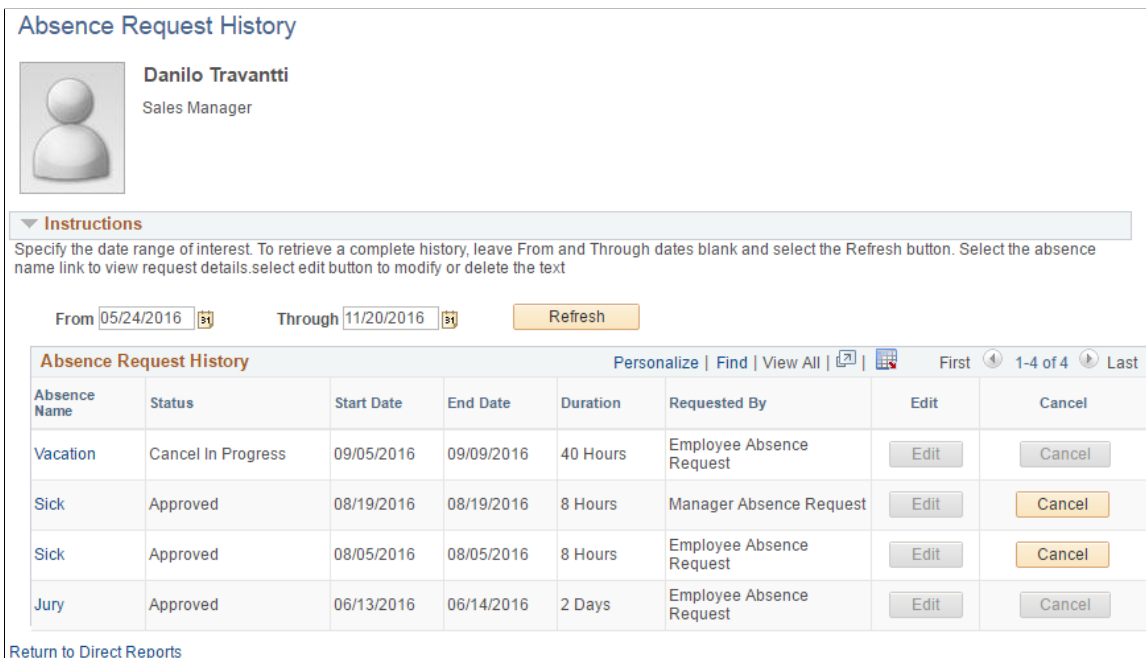 Absence Request History
Danilo Travantti
Sales Manager
Instructions
Specify the date range of interest. To retrieve a complete history, leave From and Through dates blank and select the Refresh button. Select the absence
name link to view request details.select edit button to modify or delete the text
From 05/24/2016 31 Through 11/20/2016 31 Refresh
Absence Request History Personalize | Find | View All | | First 1-4 of 4 Last
Absence Name Status Start Date End Date Duration Requested By Edit Cancel
Vacation Cancel In Progress 09/05/2016 09/09/2016 40 Hours Employee Absence Request Edit Cancel
Sick Approved 08/19/2016 08/19/2016 8 Hours Manager Absence Request Edit Cancel
Sick Approved 08/05/2016 08/05/2016 8 Hours Employee Absence Request Edit Cancel
Jury Approved 06/13/2016 06/14/2016 2 Days Employee Absence Request Edit Cancel
Return to Direct Reports